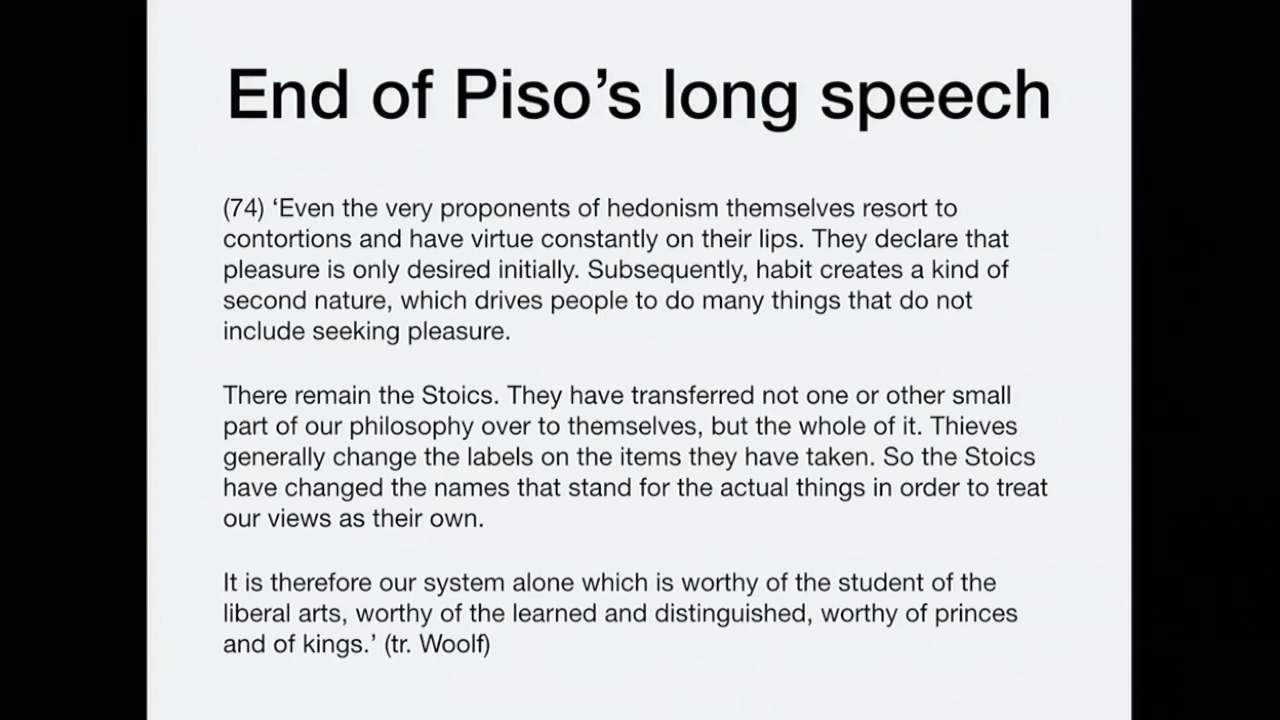 End of Piso’s long speech
(74) ‘Even the very proponents of hedonism themselves resort to
contortions and have virtue constantly on their lips. They declare that
pleasure is only desired initially. Subsequently, habit creates a kind of
second nature, which drives people to do many things that do not
include seeking pleasure.
There remain the Stoics. They have transferred not one or other small
part of our philosophy over to themselves, but the whole of it. Thieves
generally change the labels on the items they have taken. So the Stoics
have changed the names that stand for the actual things in order to treat
our views as their own.
It is therefore our system alone which is worthy of the student of the
liberal arts, worthy of the learned and distinguished, worthy of princes
and of kings.’ (tr. Woolf)